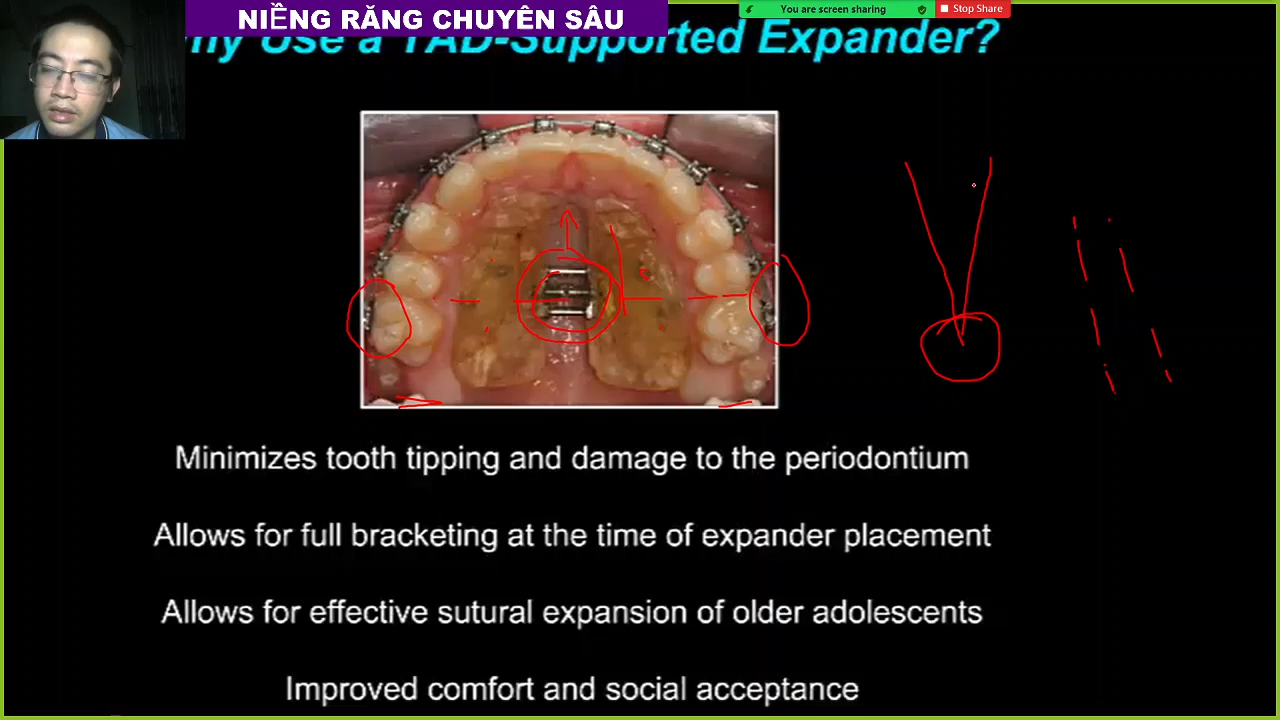 NIỀNG RĂNG CHUYÊN SÂU
You are screen sharing
Stop Share
Use a TAD-Supported Expander?
Minimizes tooth tipping and damage to the periodontium
Allows for full bracketing at the time of expander placement
Allows for effective sutural expansion of older adolescents
Improved comfort and social acceptance